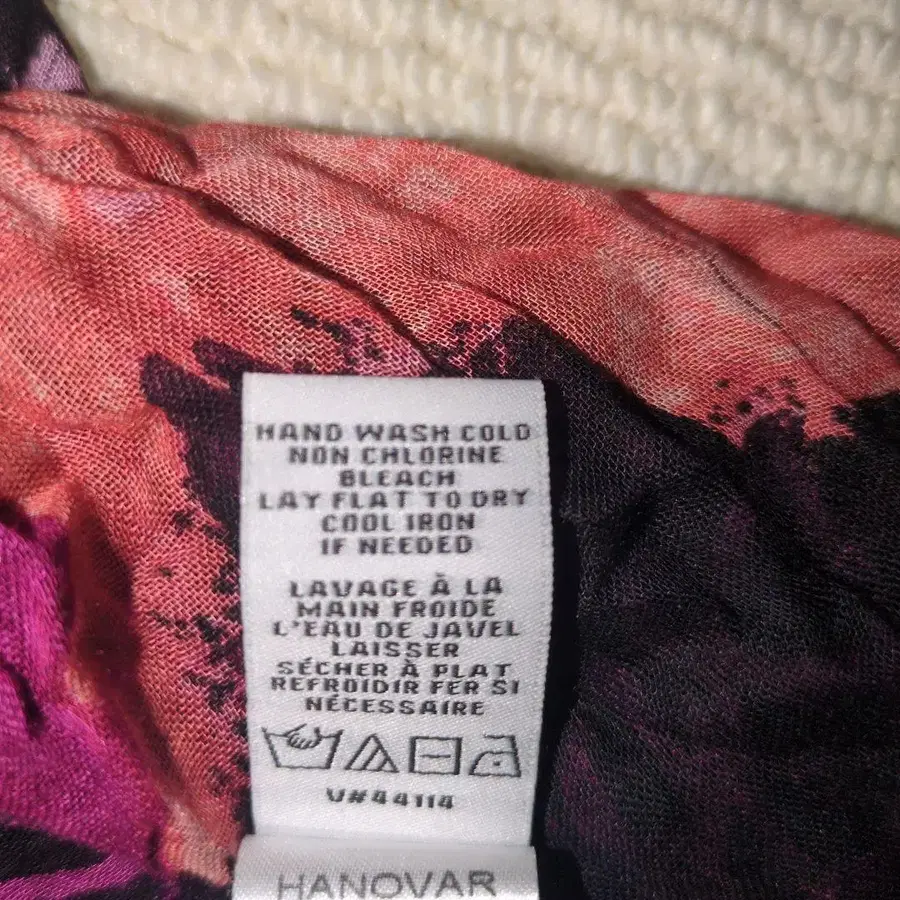 HAND WASH COLD
NON CHLORINE
BLEACH
LAY FLAT TO DRY
COOL IRON
IF NEEDED
LAVAGE À LA
MAIN FROIDE
L'EAU DE JAVEL
LAISSER
SÉCHER À PLAT
REFROIDIR FER SI
NÉCESSAIRE
V#44114
HANOVAR